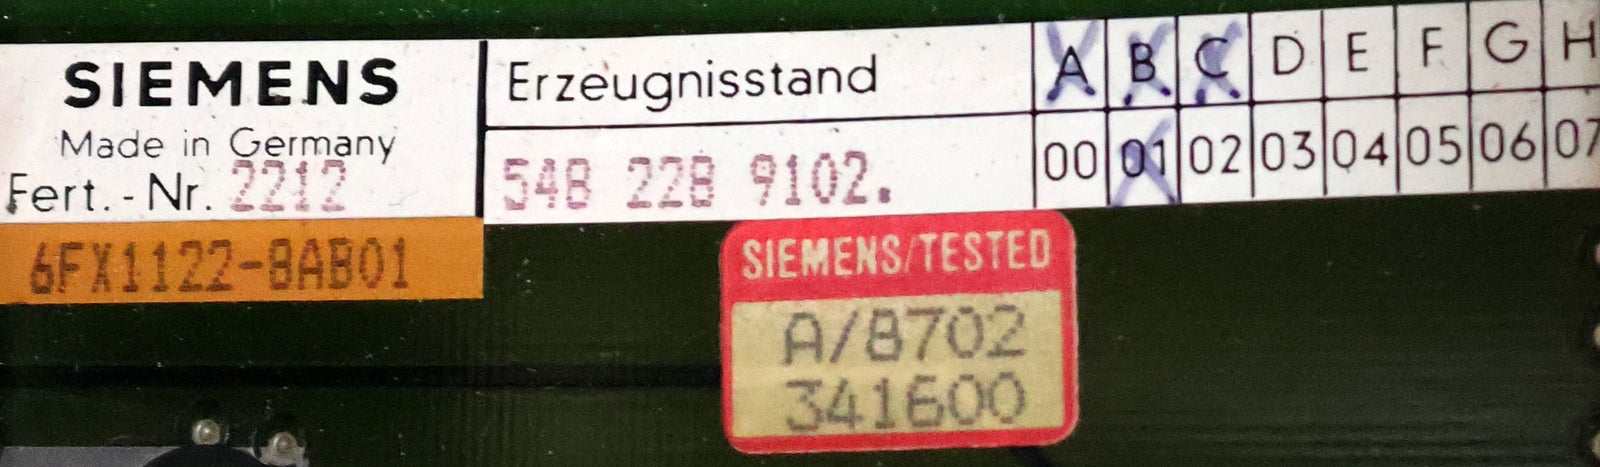 SIEMENS
Made in Germany
Fert.-Nr. 2212
6FX1122-8AB01
Erzeugnisstand
548 228 9102.
A B C D E F G H
00 01 02 03 04 05 06 07
SIEMENS/TESTED
A/8702
341600